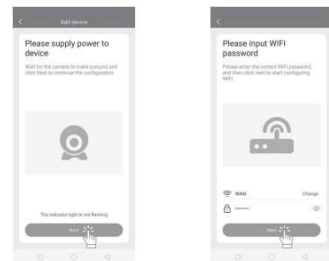 Add device
Please supply power to
device
Wait for the camera to make a sound and
click Next to continue the configuration
The indicator light is not flashing
Next
Please input WIFI
password
Please enter the correct WiFi password,
and then click next to start configuring
WiFi
Change
Next